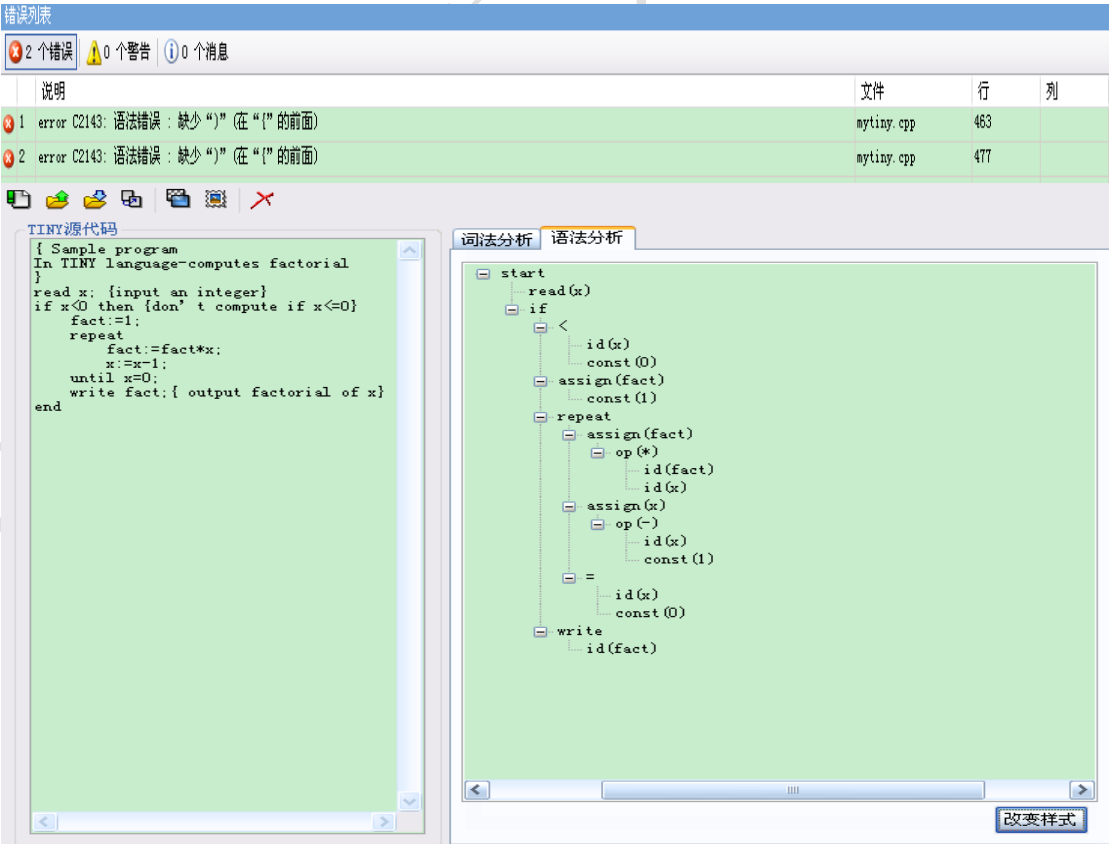 错误列表
2 个错误 0 个警告 0 个消息
说明 文件 行 列
1 error C2143: 语法错误 : 缺少“)”(在“{”的前面) mytiny.cpp 463
2 error C2143: 语法错误 : 缺少“)”(在“{”的前面) mytiny.cpp 477
TINY源代码
{ Sample program
In TINY language-computes factorial
}
read x; {input an integer}
if x<0 then {don’t compute if x<=0}
fact:=1;
repeat
fact:=fact*x;
x:=x-1;
until x=0;
write fact;{ output factorial of x}
end
词法分析 语法分析
start
read(x)
if
<
id(x)
const(0)
assign(fact)
const(1)
repeat
assign(fact)
op(*)
id(fact)
id(x)
assign(x)
op(-)
id(x)
const(1)
=
id(x)
const(0)
write
id(fact)
改变样式